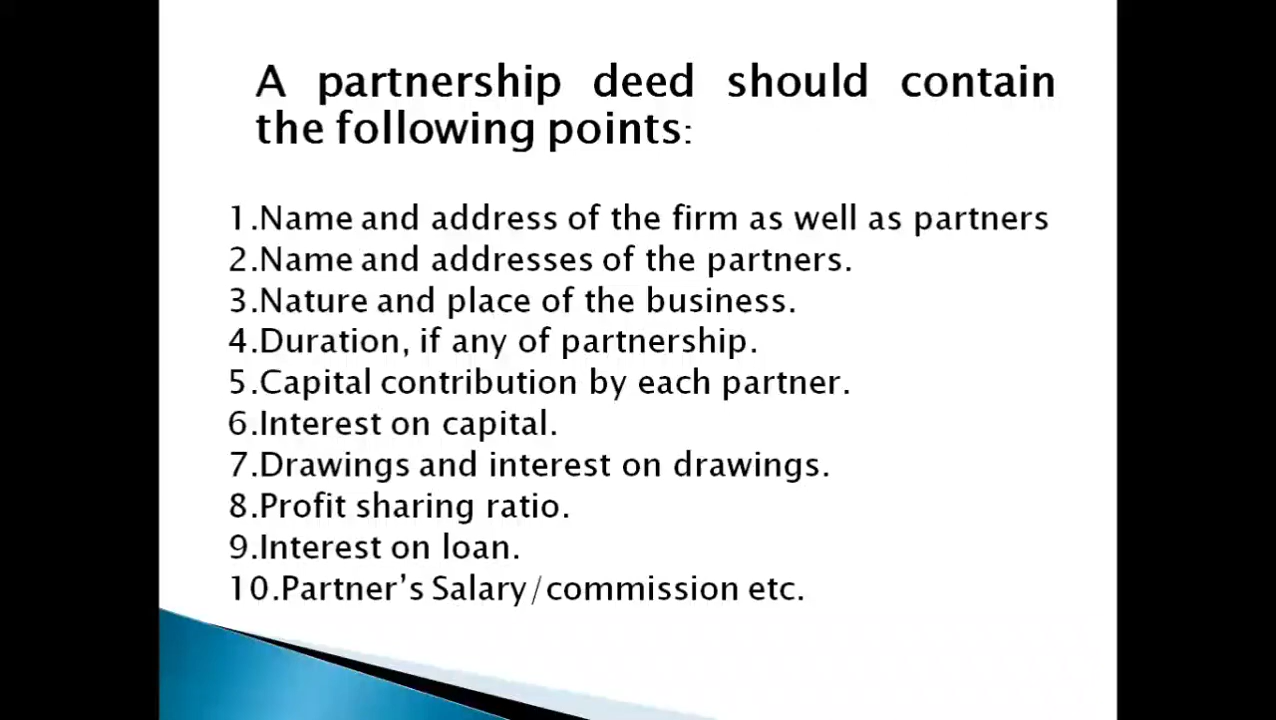 A partnership deed should contain
the following points:
1.Name and address of the firm as well as partners
2.Name and addresses of the partners.
3.Nature and place of the business.
4.Duration, if any of partnership.
5.Capital contribution by each partner.
6.Interest on capital.
7.Drawings and interest on drawings.
8.Profit sharing ratio.
9.Interest on loan.
10.Partner’s Salary/commission etc.